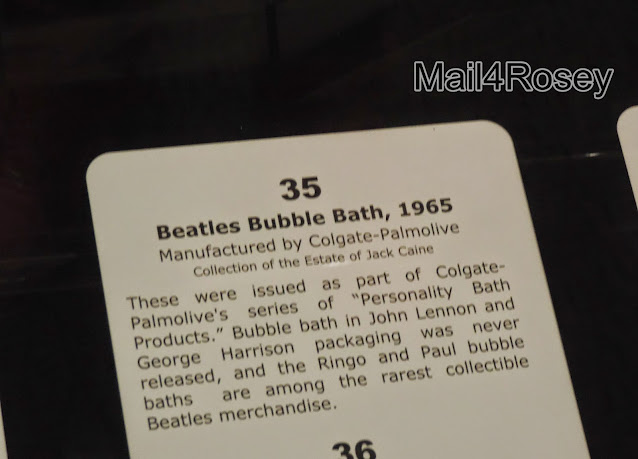 Mail4Rosey
35
Beatles Bubble Bath, 1965
Manufactured by Colgate-Palmolive
Collection of the Estate of Jack Caine
These were issued as part of Colgate-
Palmolive's series of "Personality Bath
Products." Bubble bath in John Lennon and
George Harrison packaging was never
released, and the Ringo and Paul bubble
baths are among the rarest collectible
Beatles merchandise.
36